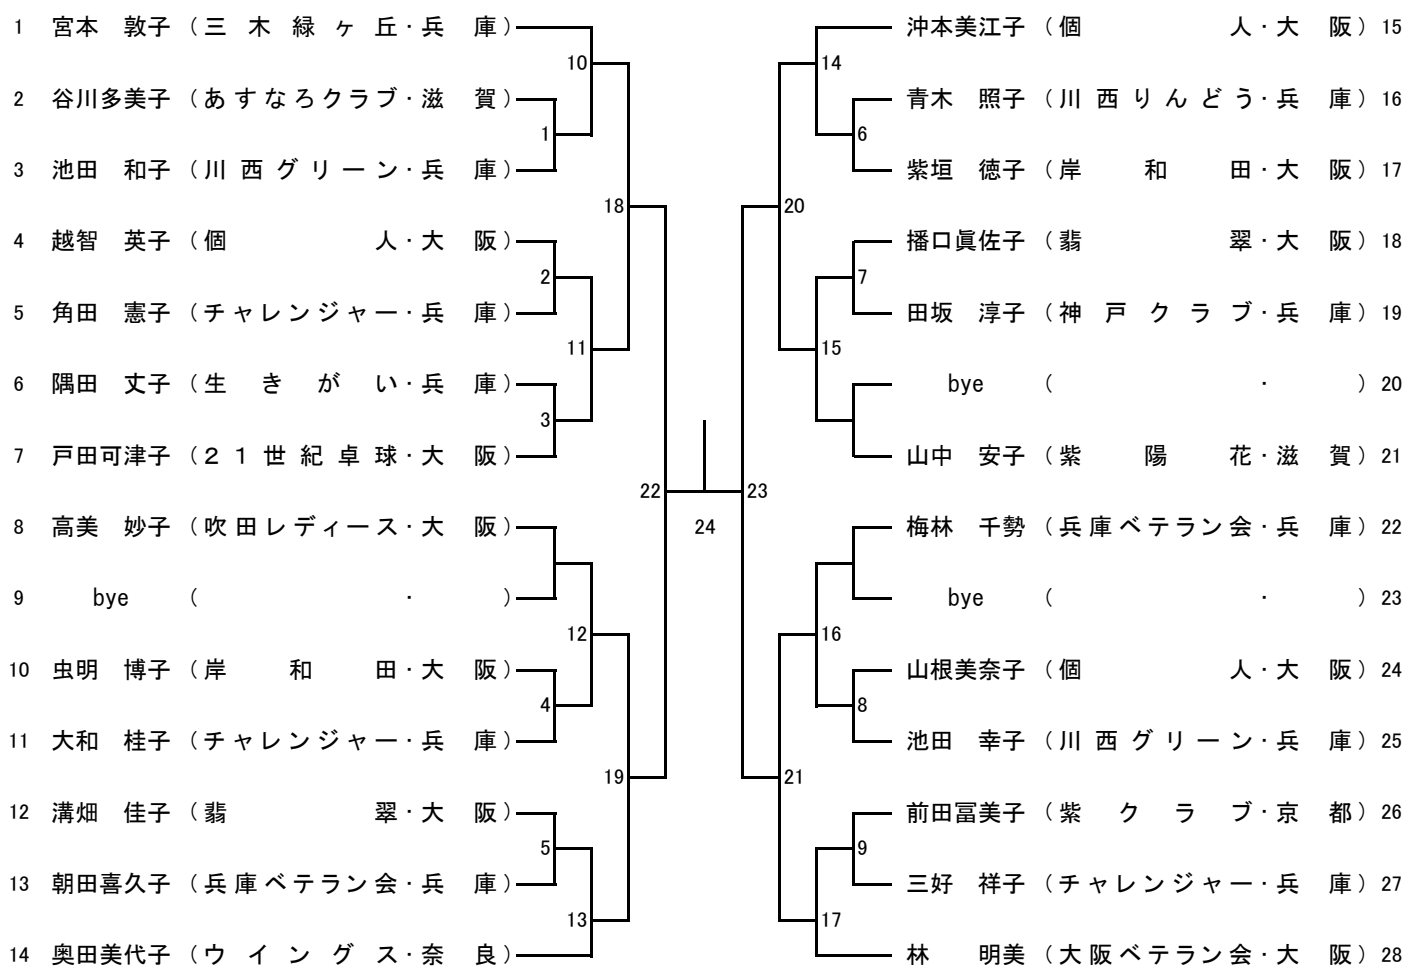 1 宮本 敦子 (三木緑ヶ丘・兵庫)
10
2 谷川多美子 (あすなろクラブ・滋賀)
1
3 池田 和子 (川西グリーン・兵庫)
18
4 越智 英子 (個人・大阪)
2
5 角田 憲子 (チャレンジャー・兵庫)
11
6 隅田 丈子 (生きがい・兵庫)
3
7 戸田可津子 (21世紀卓球・大阪)
22
8 高美 妙子 (吹田レディース・大阪)
9 bye ( ・ )
12
10 虫明 博子 (岸和田・大阪)
4
11 大和 桂子 (チャレンジャー・兵庫)
19
12 溝畑 佳子 (翡翠・大阪)
5
13 朝田喜久子 (兵庫ベテラン会・兵庫)
13
14 奥田美代子 (ウイングス・奈良)
24
沖本美江子 (個人・大阪) 15
14
青木 照子 (川西りんどう・兵庫) 16
6
紫垣 徳子 (岸和田・大阪) 17
20
播口眞佐子 (翡翠・大阪) 18
7
田坂 淳子 (神戸クラブ・兵庫) 19
15
bye ( ・ ) 20
山中 安子 (紫陽花・滋賀) 21
23
梅林 千勢 (兵庫ベテラン会・兵庫) 22
bye ( ・ ) 23
16
山根美奈子 (個人・大阪) 24
8
池田 幸子 (川西グリーン・兵庫) 25
21
前田冨美子 (紫クラブ・京都) 26
9
三好 祥子 (チャレンジャー・兵庫) 27
17
林 明美 (大阪ベテラン会・大阪) 28